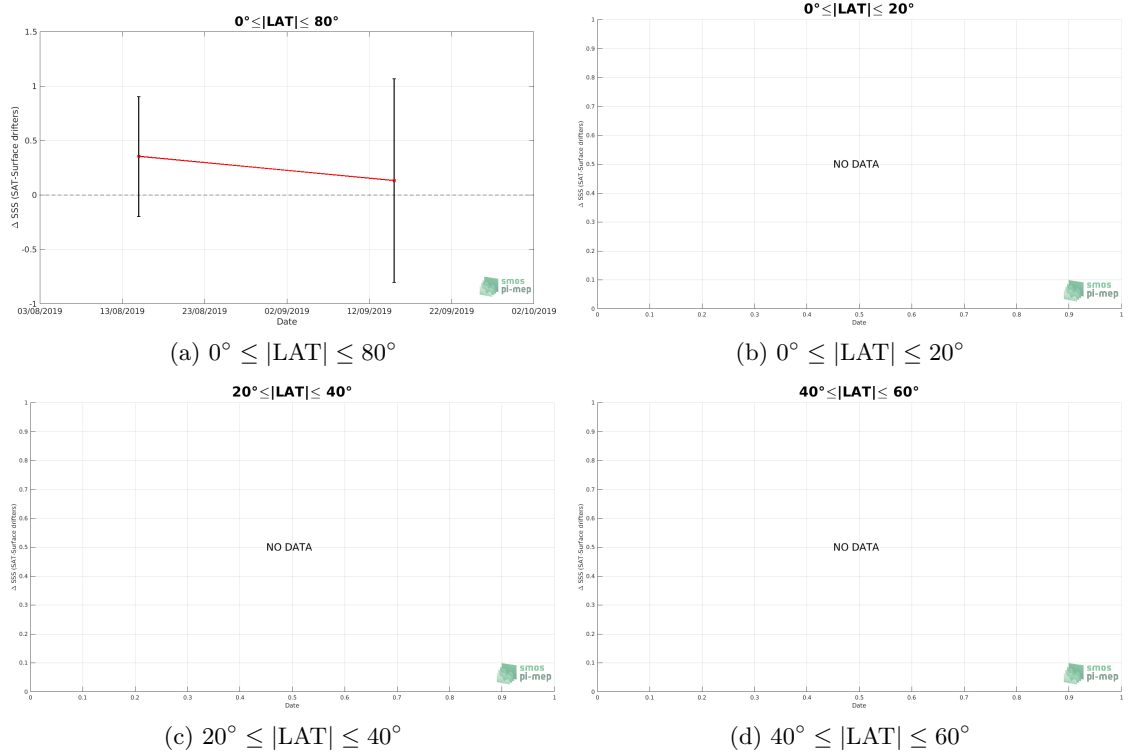 0°≤|LAT|≤ 80°
1.5
1
0.5
0
-0.5
-1
Δ SSS (SAT-Surface drifters)
03/08/2019 13/08/2019 23/08/2019 02/09/2019 12/09/2019 22/09/2019 02/10/2019
Date
smos
pi-mep
(a) 0° ≤ |LAT| ≤ 80°
0°≤|LAT|≤ 20°
1
0.9
0.8
0.7
0.6
0.5
0.4
0.3
0.2
0.1
0
Δ SSS (SAT-Surface drifters)
NO DATA
0 0.1 0.2 0.3 0.4 0.5 0.6 0.7 0.8 0.9 1
Date
smos
pi-mep
(b) 0° ≤ |LAT| ≤ 20°
20°≤|LAT|≤ 40°
1
0.9
0.8
0.7
0.6
0.5
0.4
0.3
0.2
0.1
0
Δ SSS (SAT-Surface drifters)
NO DATA
0 0.1 0.2 0.3 0.4 0.5 0.6 0.7 0.8 0.9 1
Date
smos
pi-mep
(c) 20° ≤ |LAT| ≤ 40°
40°≤|LAT|≤ 60°
1
0.9
0.8
0.7
0.6
0.5
0.4
0.3
0.2
0.1
0
Δ SSS (SAT-Surface drifters)
NO DATA
0 0.1 0.2 0.3 0.4 0.5 0.6 0.7 0.8 0.9 1
Date
smos
pi-mep
(d) 40° ≤ |LAT| ≤ 60°